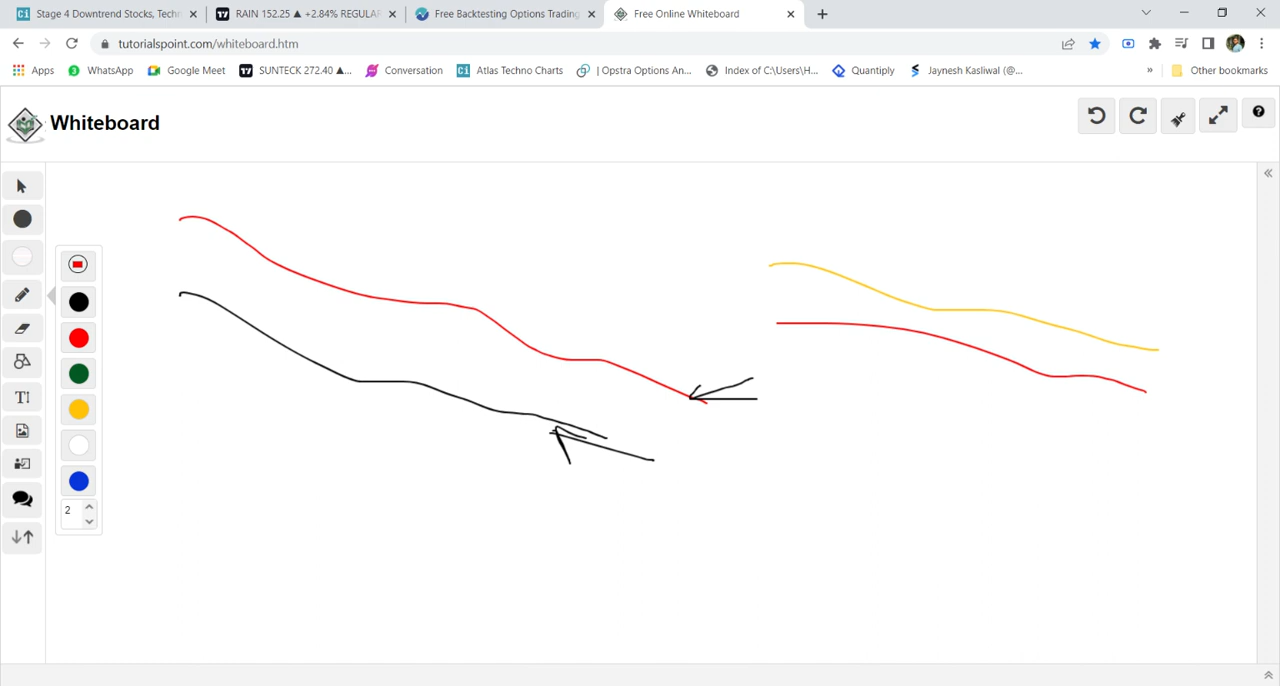 Stage 4 Downtrend Stocks, Techn
RAIN 152.25 ▲ +2.84% REGULAR
Free Backtesting Options Trading
Free Online Whiteboard
tutorialspoint.com/whiteboard.htm
Apps
WhatsApp
Google Meet
SUNTECK 272.40 ▲...
Conversation
Atlas Techno Charts
| Opstra Options An...
Index of C:\Users\H...
Quantiply
Jaynesh Kasliwal (@...
»
Other bookmarks
Whiteboard
2